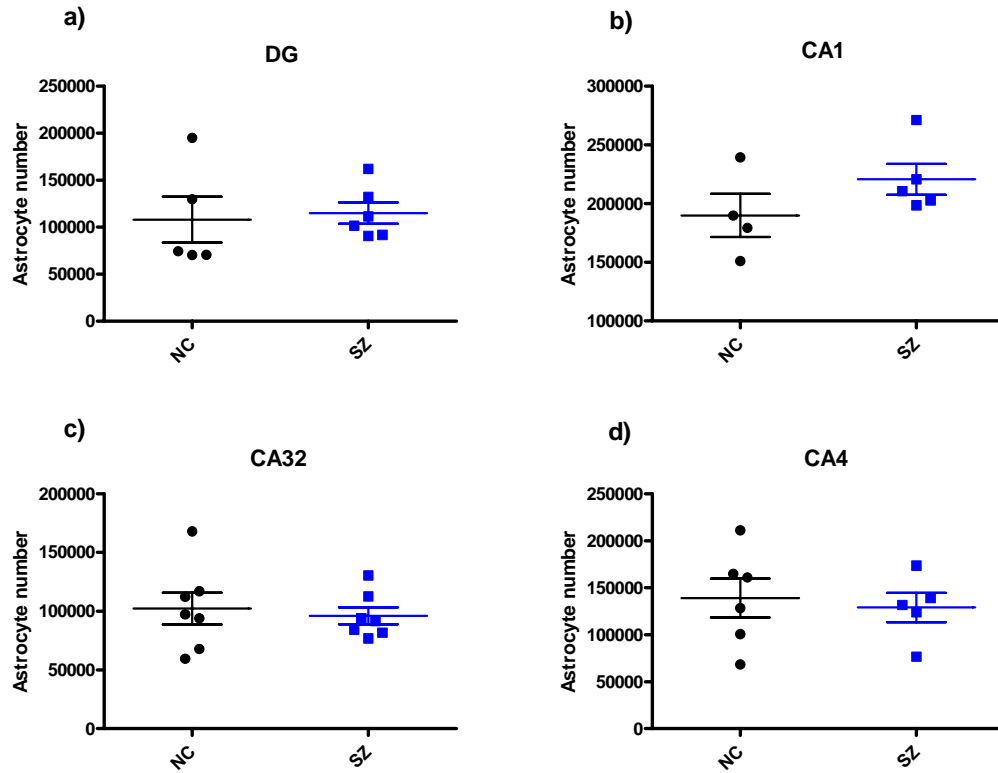 a)
DG
Astrocyte number
250000
200000
150000
100000
50000
0
NC
SZ
b)
CA1
Astrocyte number
300000
250000
200000
150000
100000
NC
SZ
c)
CA32
Astrocyte number
200000
150000
100000
50000
0
NC
SZ
d)
CA4
Astrocyte number
250000
200000
150000
100000
50000
0
NC
SZ